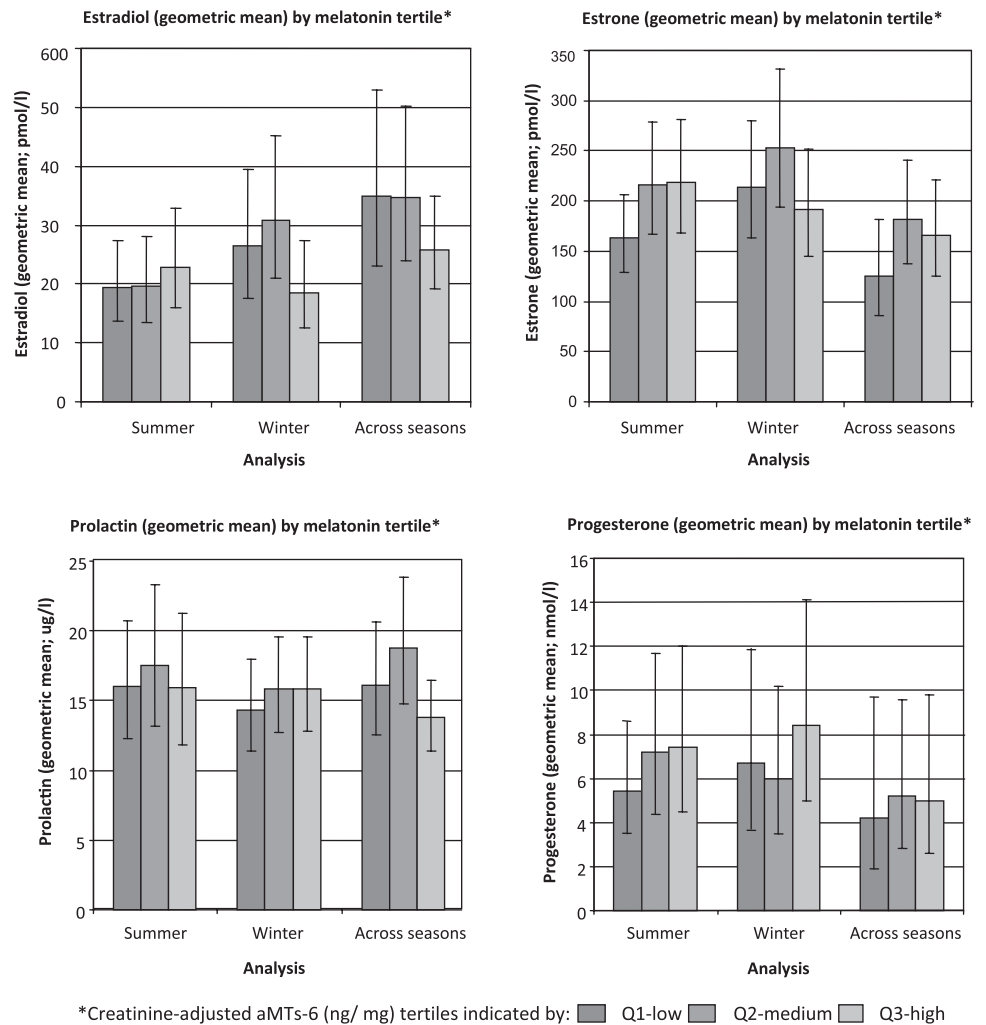 Estradiol (geometric mean) by melatonin tertile*
Estradiol (geometric mean; pmol/l)
600
50
40
30
20
10
0
Summer Winter Across seasons
Analysis
Estrone (geometric mean) by melatonin tertile*
Estrone (geometric mean; pmol/l)
350
300
250
200
150
100
50
0
Summer Winter Across seasons
Analysis
Prolactin (geometric mean) by melatonin tertile*
Prolactin (geometric mean; ug/l)
25
20
15
10
5
0
Summer Winter Across seasons
Analysis
Progesterone (geometric mean) by melatonin tertile*
Progesterone (geometric mean; nmol/l)
16
14
12
10
8
6
4
2
0
Summer Winter Across seasons
Analysis
*Creatinine-adjusted aMTs-6 (ng/ mg) tertiles indicated by: Q1-low Q2-medium Q3-high